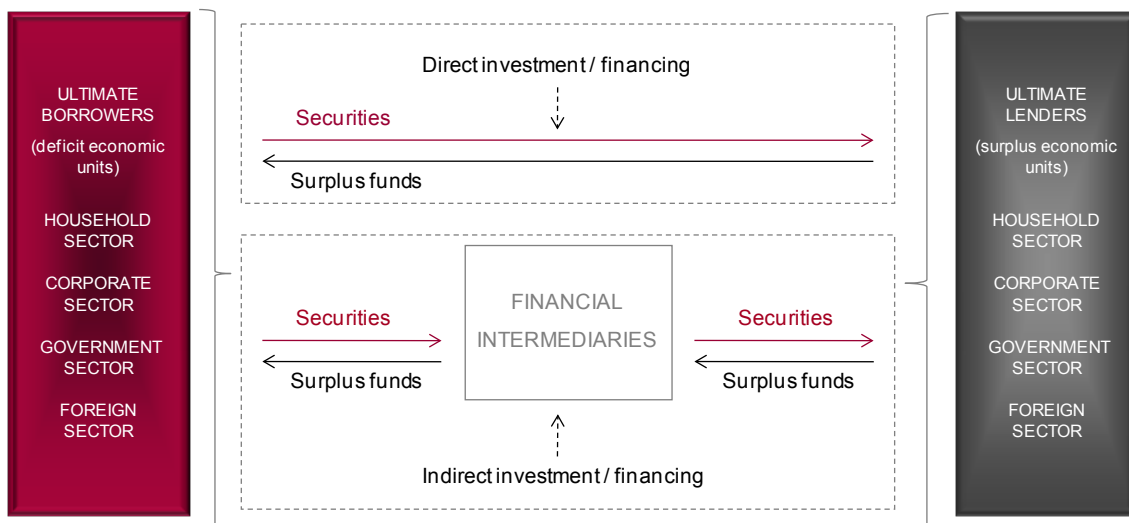 ULTIMATE
BORROWERS
(deficit economic
units)
HOUSEHOLD
SECTOR
CORPORATE
SECTOR
GOVERNMENT
SECTOR
FOREIGN
SECTOR
Direct investment / financing
Securities
Surplus funds
FINANCIAL
INTERMEDIARIES
Securities
Surplus funds
Securities
Surplus funds
Indirect investment / financing
ULTIMATE
LENDERS
(surplus economic
units)
HOUSEHOLD
SECTOR
CORPORATE
SECTOR
GOVERNMENT
SECTOR
FOREIGN
SECTOR